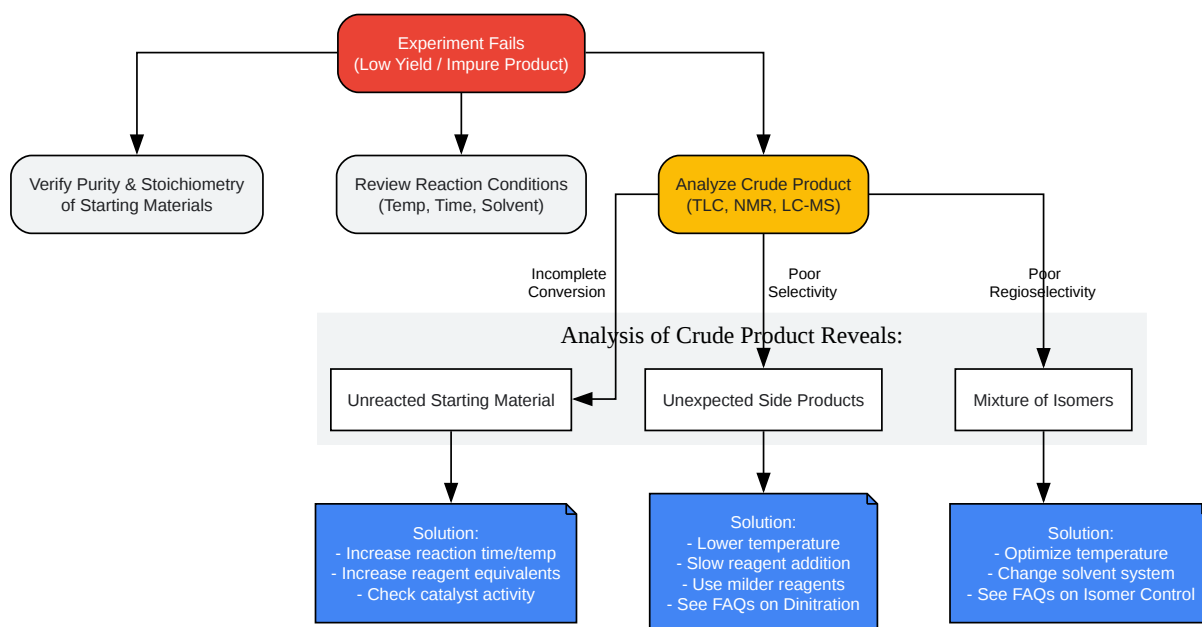 Experiment Fails
(Low Yield / Impure Product)
Verify Purity & Stoichiometry
of Starting Materials
Review Reaction Conditions
(Temp, Time, Solvent)
Analyze Crude Product
(TLC, NMR, LC-MS)
Incomplete
Conversion
Poor
Selectivity
Poor
Regioselectivity
Analysis of Crude Product Reveals:
Unreacted Starting Material
Unexpected Side Products
Mixture of Isomers
Solution:
- Increase reaction time/temp
- Increase reagent equivalents
- Check catalyst activity
Solution:
- Lower temperature
- Slow reagent addition
- Use milder reagents
- See FAQs on Dinitration
Solution:
- Optimize temperature
- Change solvent system
- See FAQs on Isomer Control